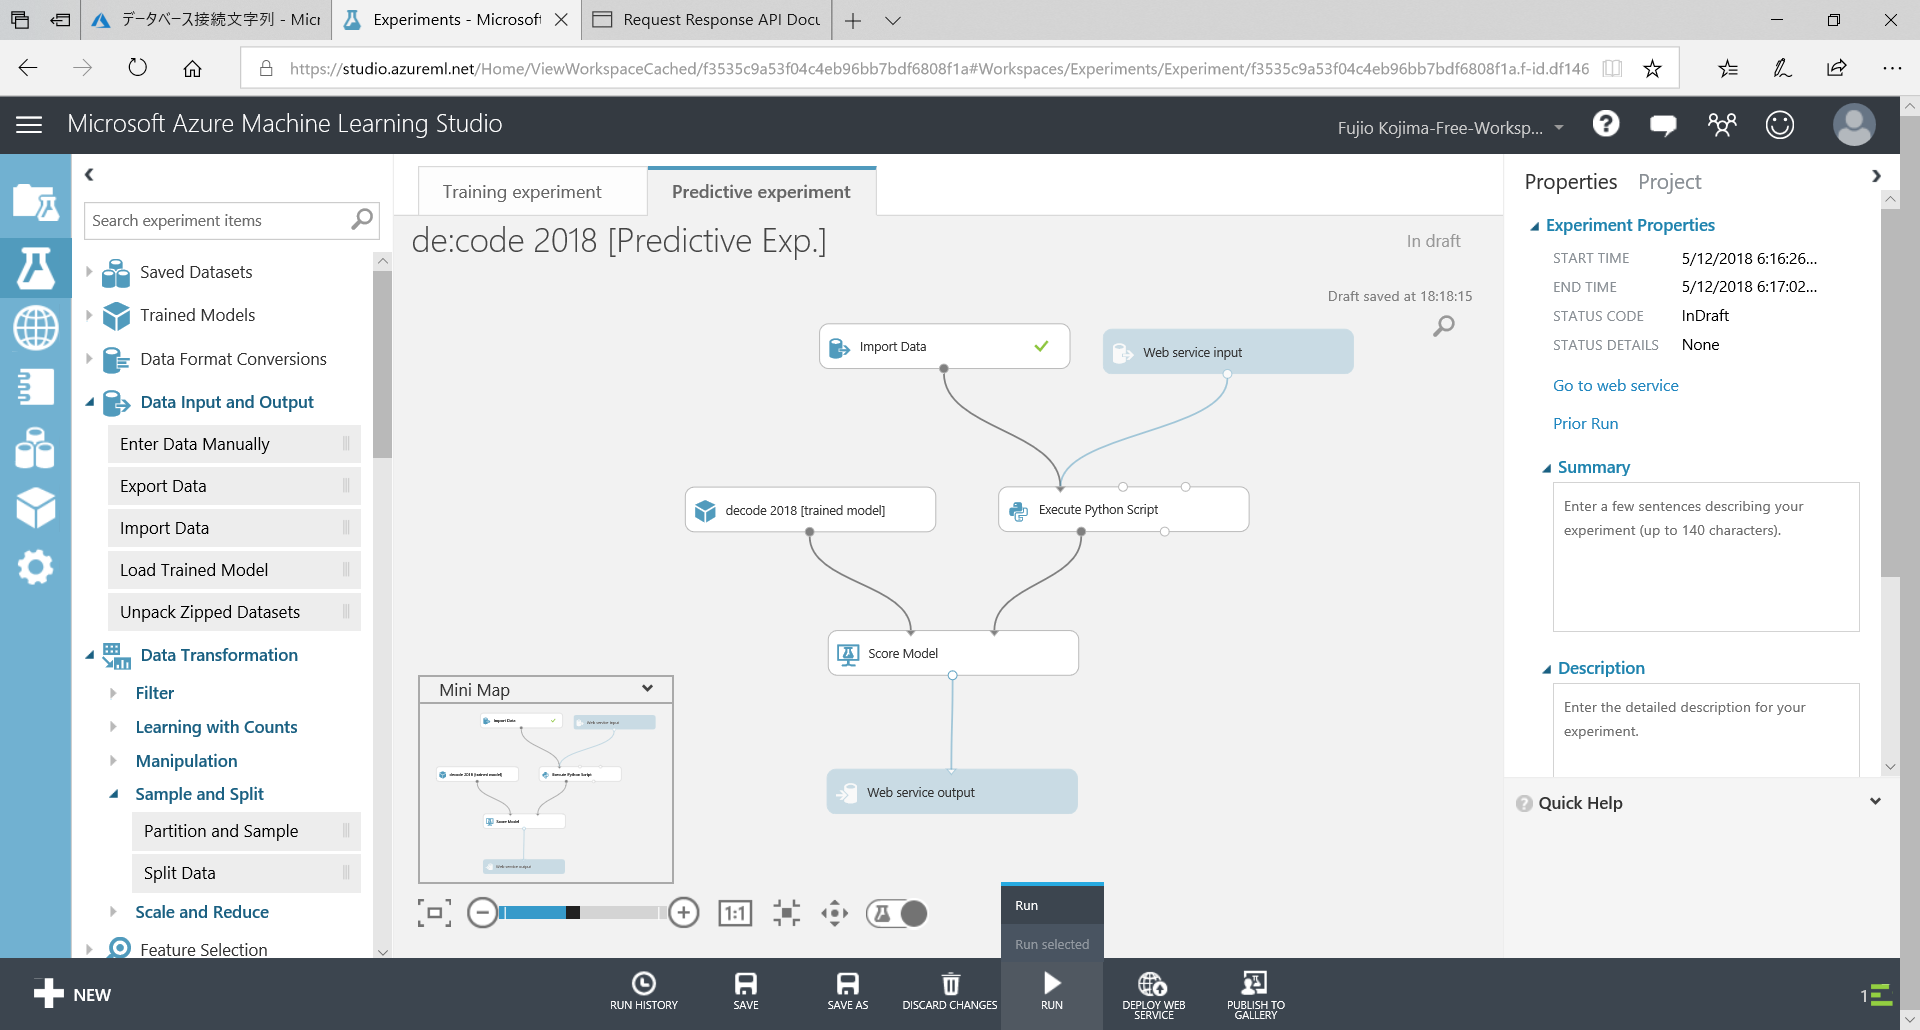 データベース接続文字列 - Micr
Experiments - Microsoft
Request Response API Docu
https://studio.azureml.net/Home/ViewWorkspaceCached/f3535c9a53f04c4eb96bb7bdf6808f1a#Workspaces/Experiments/Experiment/f3535c9a53f04c4eb96bb7bdf6808f1a.f-id.df146
Microsoft Azure Machine Learning Studio
Fujio Kojima-Free-Worksp...
Search experiment items
Saved Datasets
Trained Models
Data Format Conversions
Data Input and Output
Enter Data Manually
Export Data
Import Data
Load Trained Model
Unpack Zipped Datasets
Data Transformation
Filter
Learning with Counts
Manipulation
Sample and Split
Partition and Sample
Split Data
Scale and Reduce
Feature Selection
Training experiment
Predictive experiment
de:code 2018 [Predictive Exp.]
In draft
Draft saved at 18:18:15
Import Data
Web service input
decode 2018 [trained model]
Execute Python Script
Score Model
Web service output
Mini Map
Import Data
Web service input
decode 2018 [trained model]
Execute Python Script
Score Model
Web service output
1:1
Run
Run selected
Properties
Project
Experiment Properties
START TIME 5/12/2018 6:16:26...
END TIME 5/12/2018 6:17:02...
STATUS CODE InDraft
STATUS DETAILS None
Go to web service
Prior Run
Summary
Enter a few sentences describing your
experiment (up to 140 characters).
Description
Enter the detailed description for your
experiment.
Quick Help
NEW
RUN HISTORY
SAVE
SAVE AS
DISCARD CHANGES
RUN
DEPLOY WEB
SERVICE
PUBLISH TO
GALLERY
1